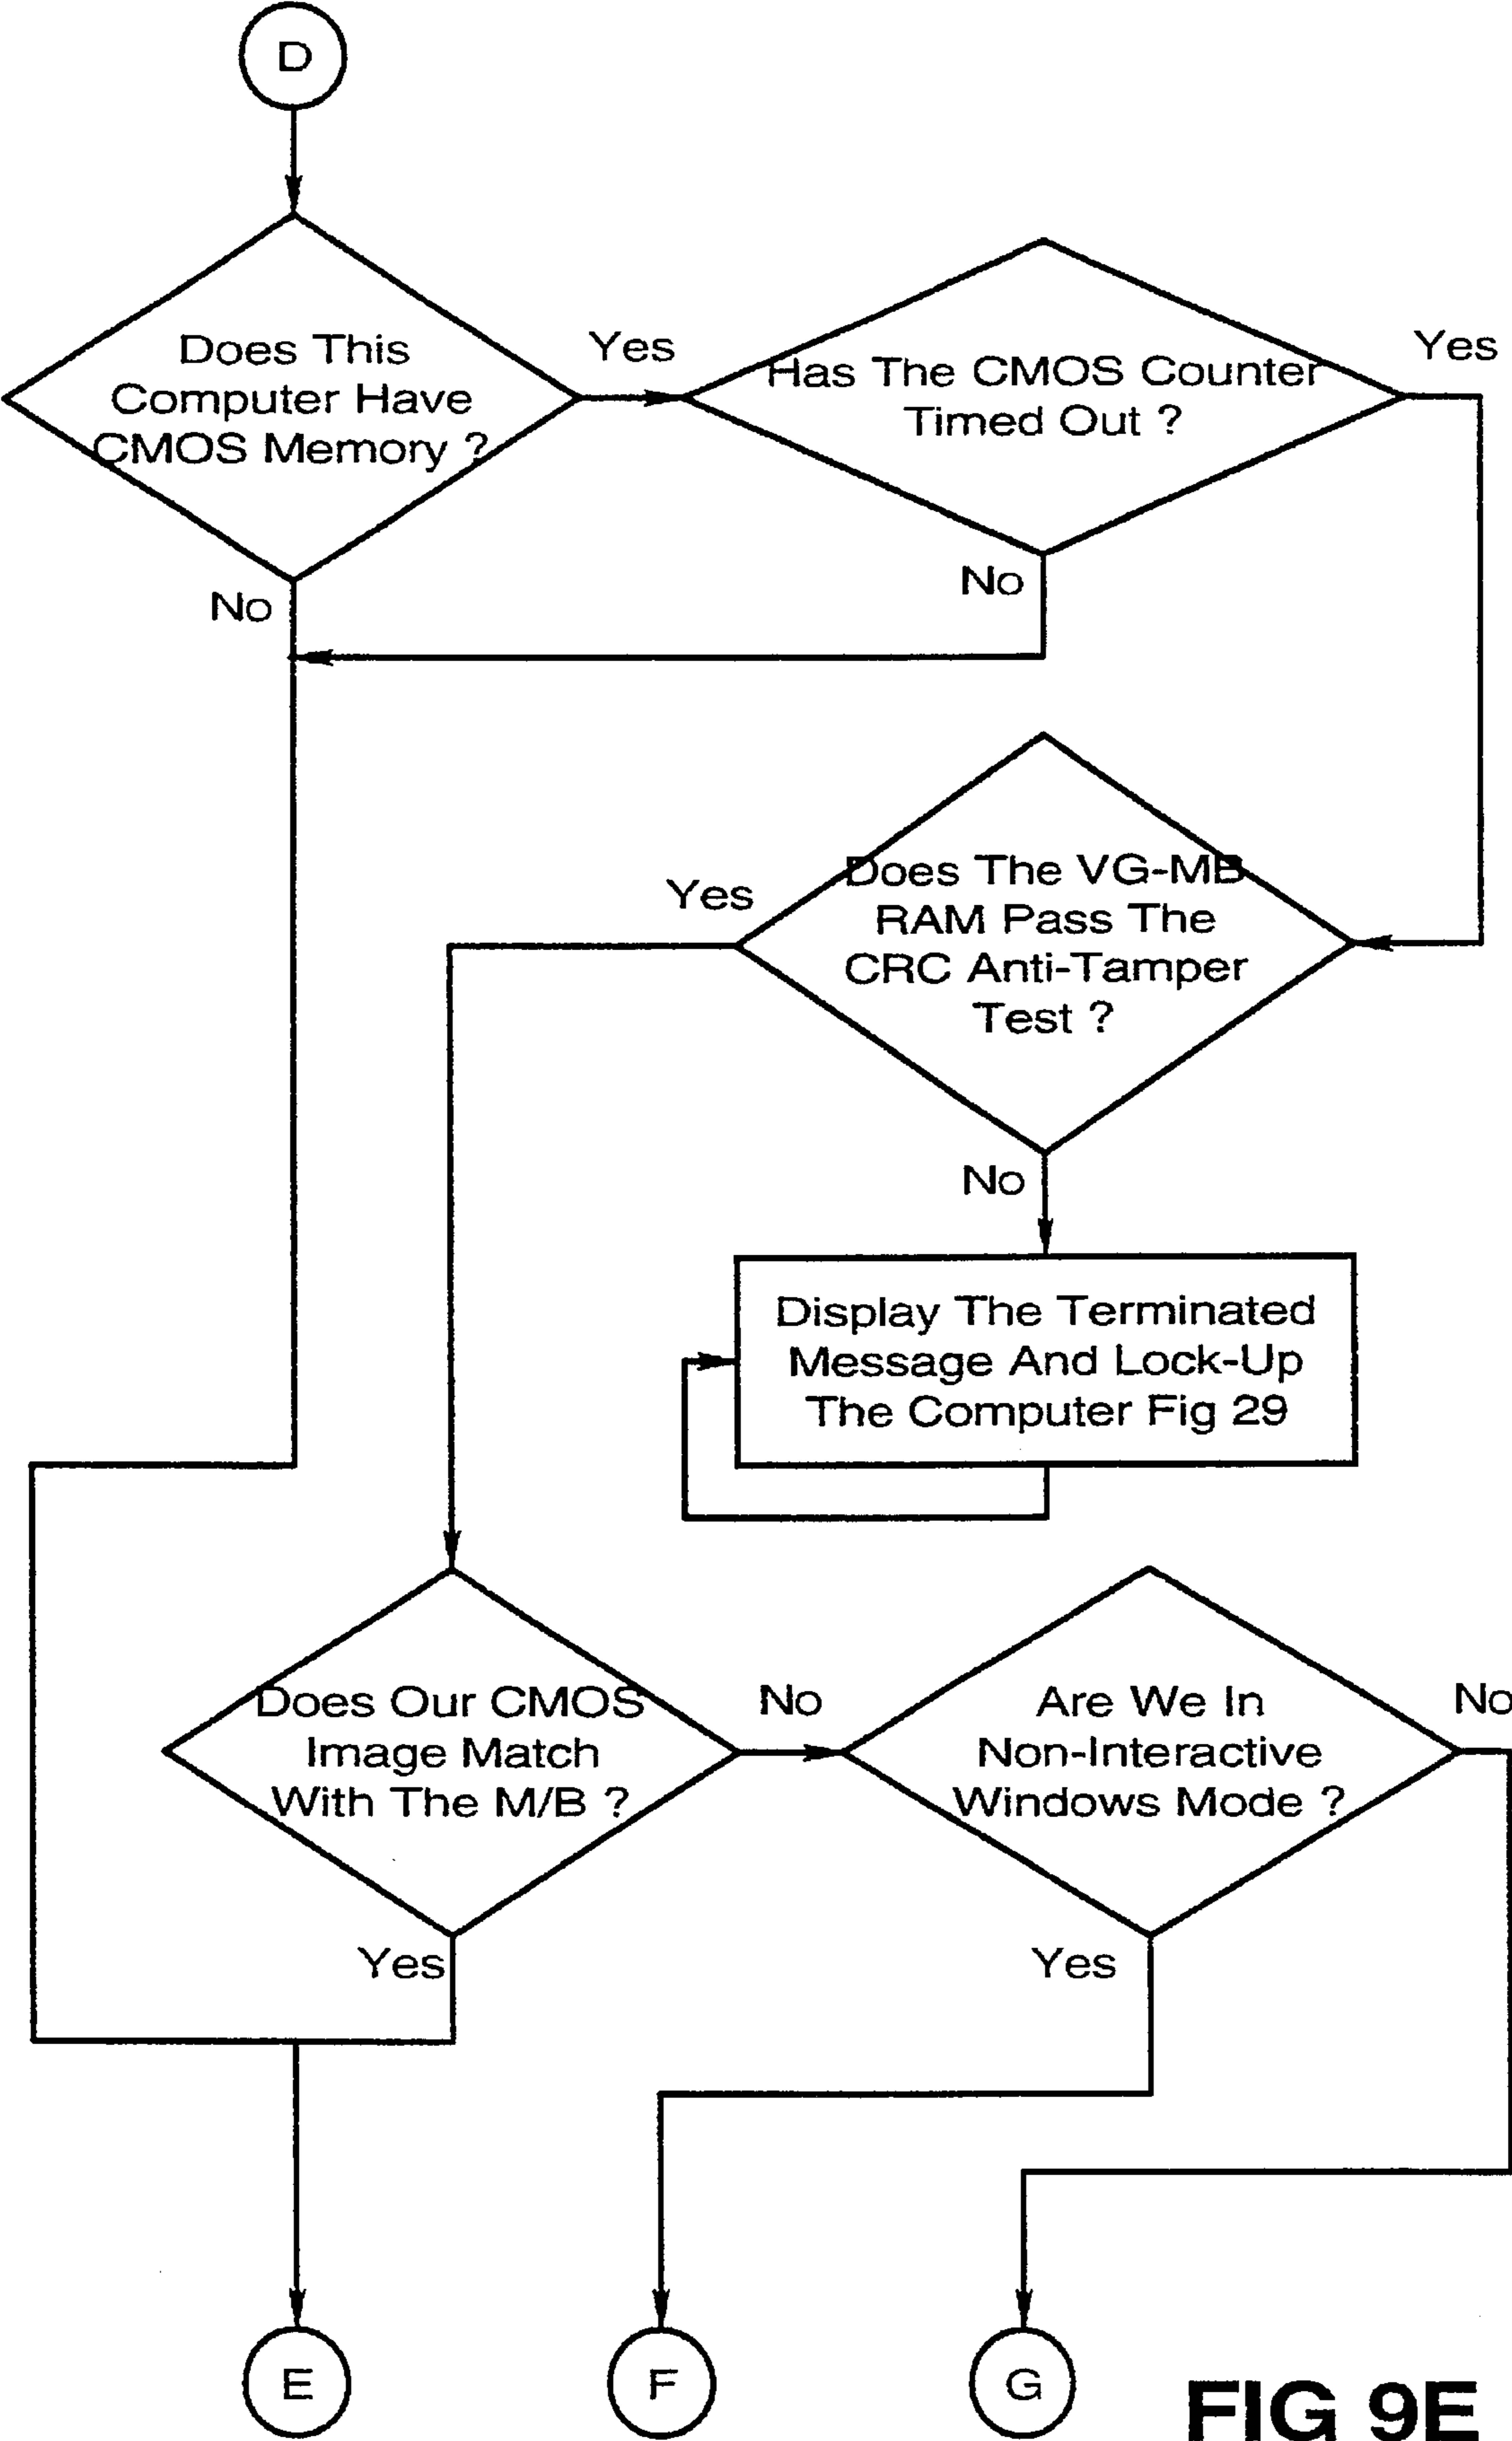 D
Does This
Computer Have
CMOS Memory ?
Yes
No
Has The CMOS Counter
Timed Out ?
Yes
No
Does The VG-MB
RAM Pass The
CRC Anti-Tamper
Test ?
Yes
No
Display The Terminated
Message And Lock-Up
The Computer Fig 29
Does Our CMOS
Image Match
With The M/B ?
No
Yes
Are We In
Non-Interactive
Windows Mode ?
No
Yes
E
F
G
FIG 9E